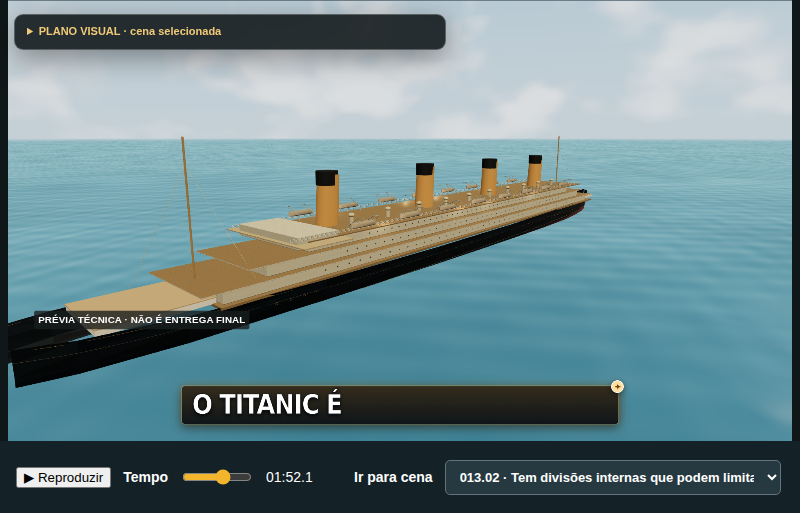 ▶ PLANO VISUAL · cena selecionada
PRÉVIA TÉCNICA · NÃO É ENTREGA FINAL
O TITANIC É
▶ Reproduzir Tempo 01:52.1 Ir para cena 013.02 · Tem divisões internas que podem limita